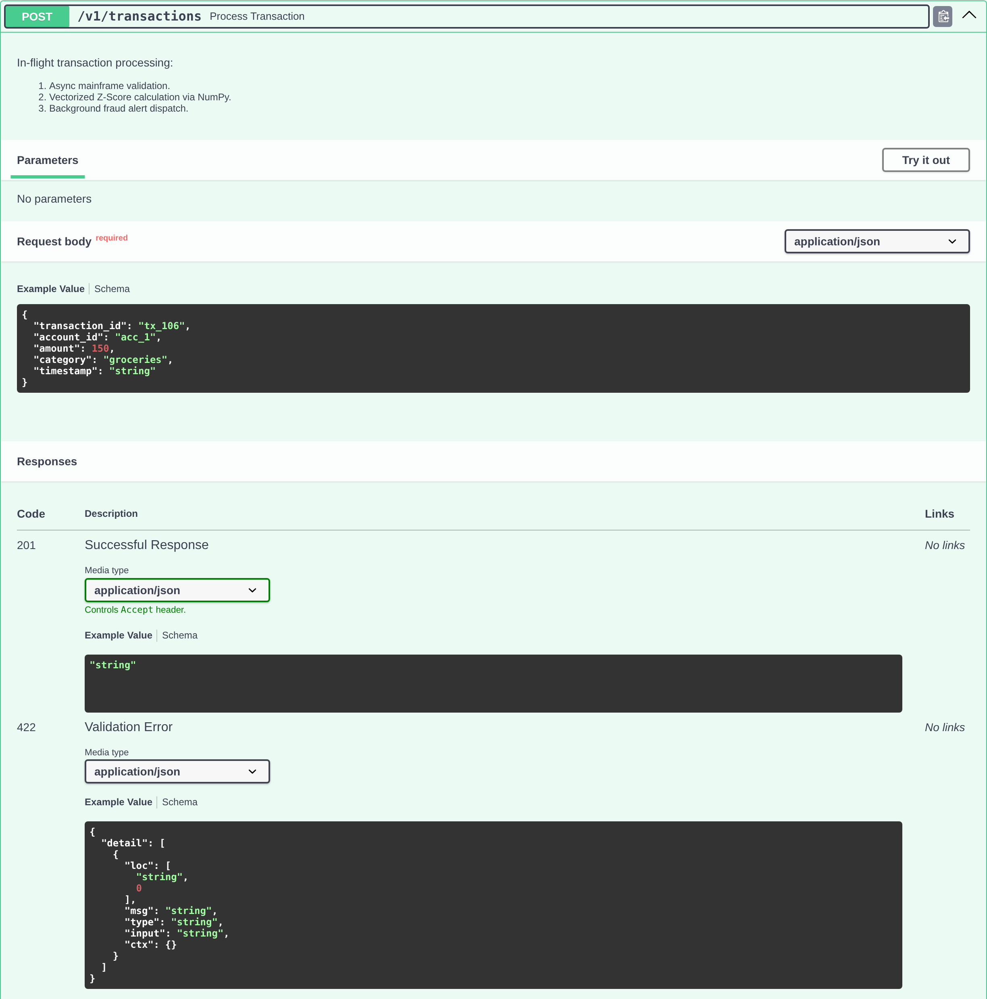 POST /v1/transactions Process Transaction
In-flight transaction processing:
1. Async mainframe validation.
2. Vectorized Z-Score calculation via NumPy.
3. Background fraud alert dispatch.
Parameters Try it out
No parameters
Request body required application/json
Example Value Schema
{
  "transaction_id": "tx_106",
  "account_id": "acc_1",
  "amount": 150,
  "category": "groceries",
  "timestamp": "string"
}
Responses
Code Description Links
201 Successful Response No links
Media type
application/json
Controls Accept header.
Example Value Schema
"string"
422 Validation Error No links
Media type
application/json
Example Value Schema
{
  "detail": [
    {
      "loc": [
        "string",
        0
      ],
      "msg": "string",
      "type": "string",
      "input": "string",
      "ctx": {}
    }
  ]
}